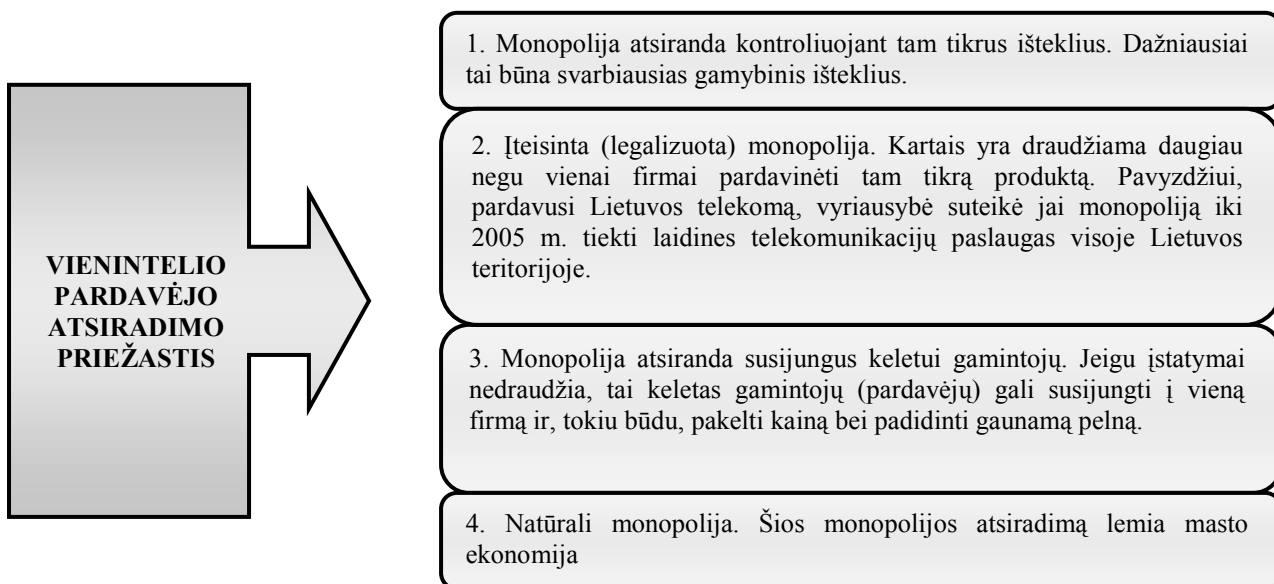 VIENINTELIO
PARDAVĖJO
ATSIRADIMO
PRIEŽASTIS
1. Monopolija atsiranda kontroliuojant tam tikrus išteklius. Dažniausiai
tai būna svarbiausias gamybinis išteklius.
2. Įteisinta (legalizuota) monopolija. Kartais yra draudžiama daugiau
negu vienai firmai pardavinėti tam tikrą produktą. Pavyzdžiui,
pardavusi Lietuvos telekomą, vyriausybė suteikė jai monopoliją iki
2005 m. tiekti laidines telekomunikacijų paslaugas visoje Lietuvos
teritorijoje.
3. Monopolija atsiranda susijungus keletui gamintojų. Jeigu įstatymai
nedraudžia, tai keletas gamintojų (pardavėjų) gali susijungti į vieną
firmą ir, tokiu būdu, pakelti kainą bei padidinti gaunamą pelną.
4. Natūrali monopolija. Šios monopolijos atsiradimą lemia masto
ekonomija